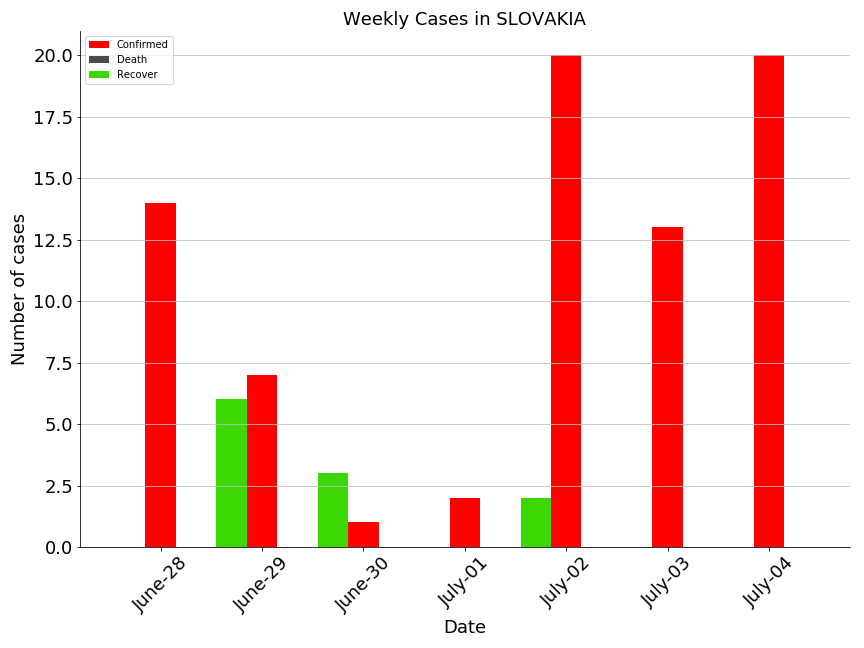 Weekly Cases in SLOVAKIA
Confirmed
Death
Recover
20.0
17.5
15.0
12.5
10.0
7.5
5.0
2.5
0.0
Number of cases
June-28 June-29 June-30 July-01 July-02 July-03 July-04
Date